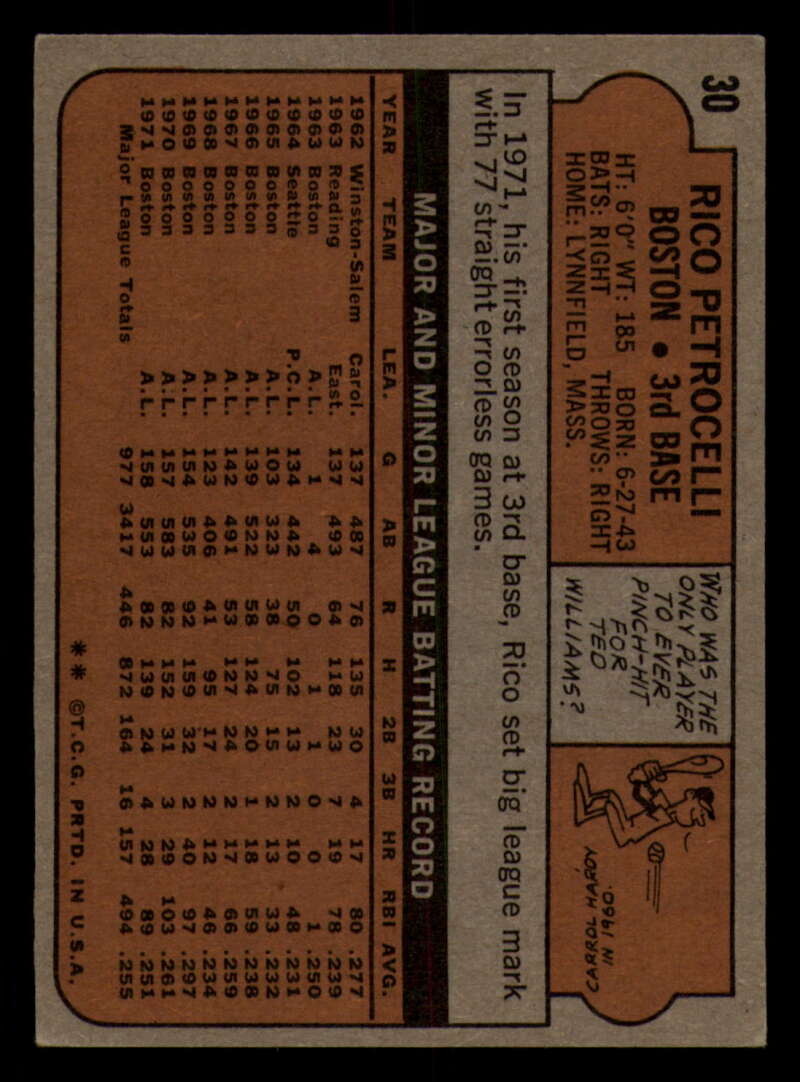 30
RICO PETROCELLI
BOSTON • 3rd BASE
HT: 6'0" WT: 185 BORN: 6-27-43
BATS: RIGHT THROWS: RIGHT
HOME: LYNNFIELD, MASS.
WHO WAS THE
ONLY PLAYER
TO EVER
PINCH-HIT
FOR
TED
WILLIAMS?
CARROLL HARDY
IN 1960.
In 1971, his first season at 3rd base, Rico set big league mark
with 77 straight errorless games.
MAJOR AND MINOR LEAGUE BATTING RECORD
YEAR TEAM LEA. G AB R H 2B 3B HR RBI AVG.
1962 Winston-Salem Carol. 137 487 76 135 30 4 17 80 .277
1963 Reading East. 137 493 64 118 23 7 19 78 .239
1963 Boston A.L. 1 4 0 1 1 0 0 1 .250
1964 Seattle P.C.L. 134 442 50 102 13 2 10 48 .231
1965 Boston A.L. 103 323 38 75 15 2 13 33 .232
1966 Boston A.L. 139 522 58 124 20 1 18 59 .238
1967 Boston A.L. 142 491 53 127 24 2 17 66 .259
1968 Boston A.L. 123 406 41 95 17 2 12 46 .234
1969 Boston A.L. 154 535 92 159 32 2 40 97 .297
1970 Boston A.L. 157 583 82 152 31 3 29 103 .261
1971 Boston A.L. 158 553 82 139 24 4 28 89 .251
Major League Totals 977 3417 446 872 164 16 157 494 .255
** ©T.C.G. PRTD. IN U.S.A.